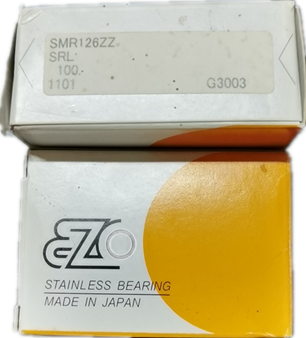 SMR126ZZ
SRL
100
1101 G3003
EZO
STAINLESS BEARING
MADE IN JAPAN